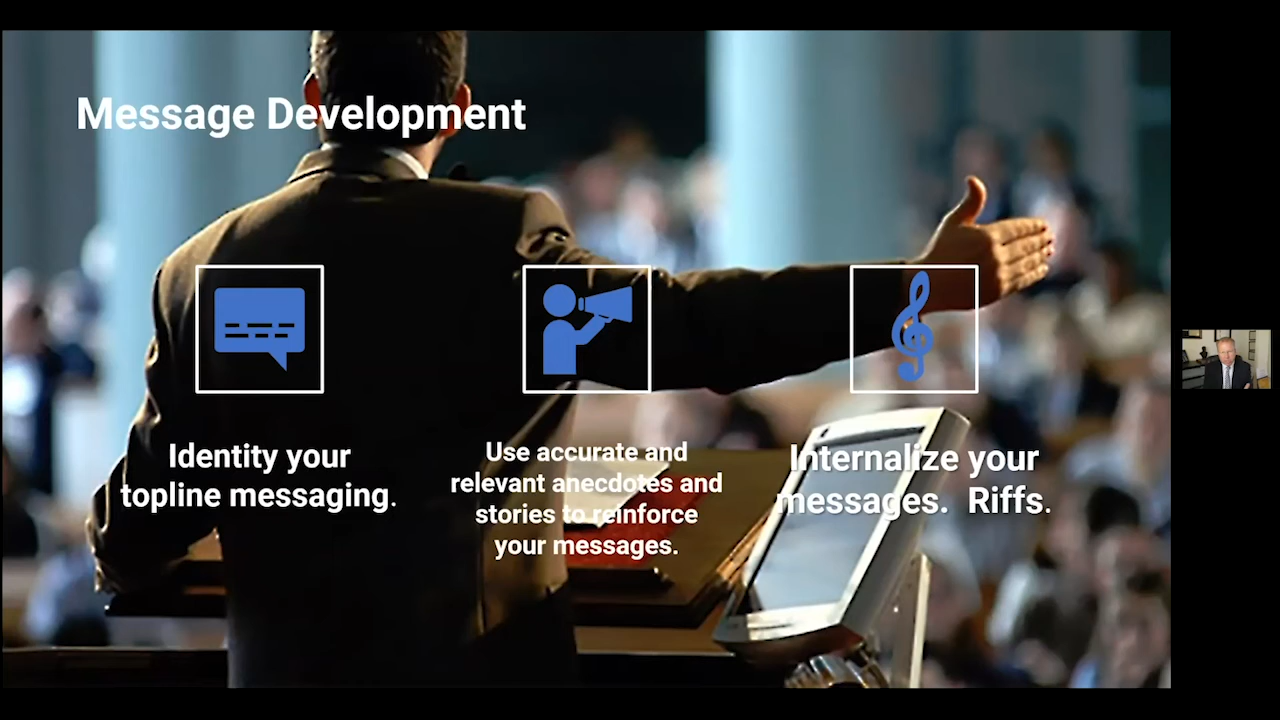 Message Development
Identity your
topline messaging.
Use accurate and
relevant anecdotes and
stories to reinforce
your messages.
Internalize your
messages.  Riffs.